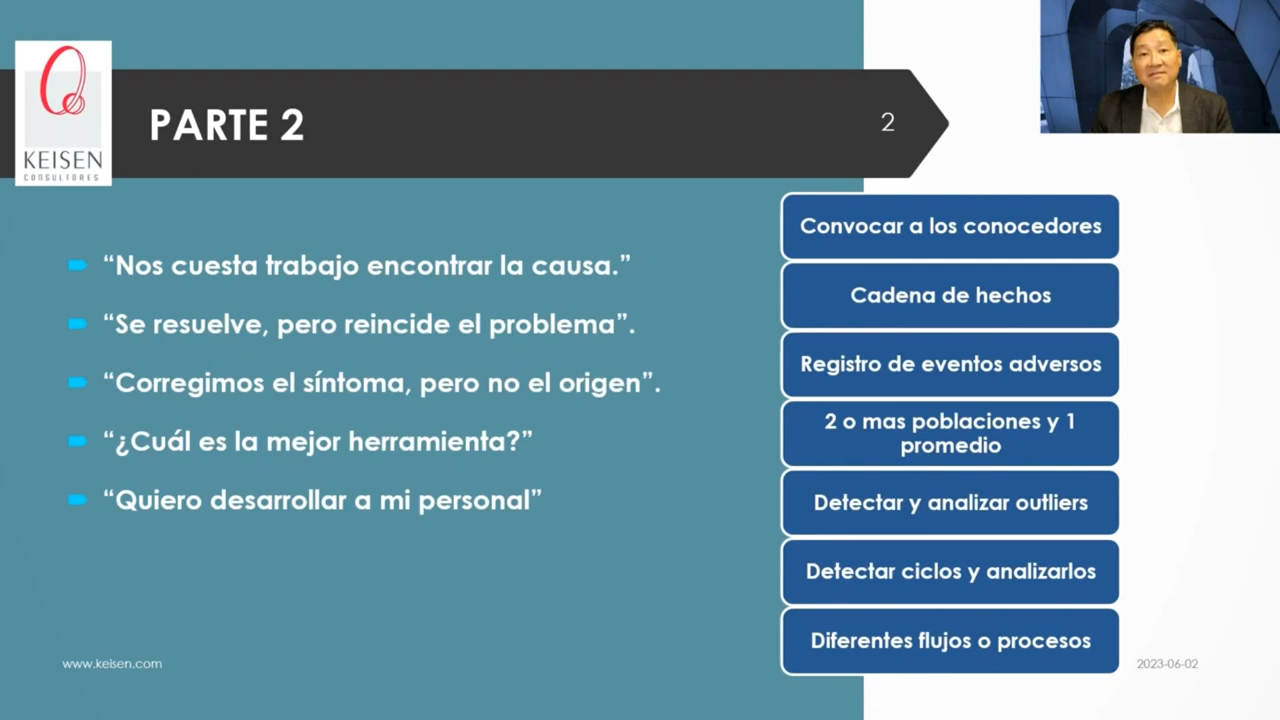 KEISEN
CONSULTORES
PARTE 2
2
“Nos cuesta trabajo encontrar la causa.”
“Se resuelve, pero reincide el problema”.
“Corregimos el síntoma, pero no el origen”.
“¿Cuál es la mejor herramienta?”
“Quiero desarrollar a mi personal”
Convocar a los conocedores
Cadena de hechos
Registro de eventos adversos
2 o mas poblaciones y 1
promedio
Detectar y analizar outliers
Detectar ciclos y analizarlos
Diferentes flujos o procesos
www.keisen.com
2023-06-02